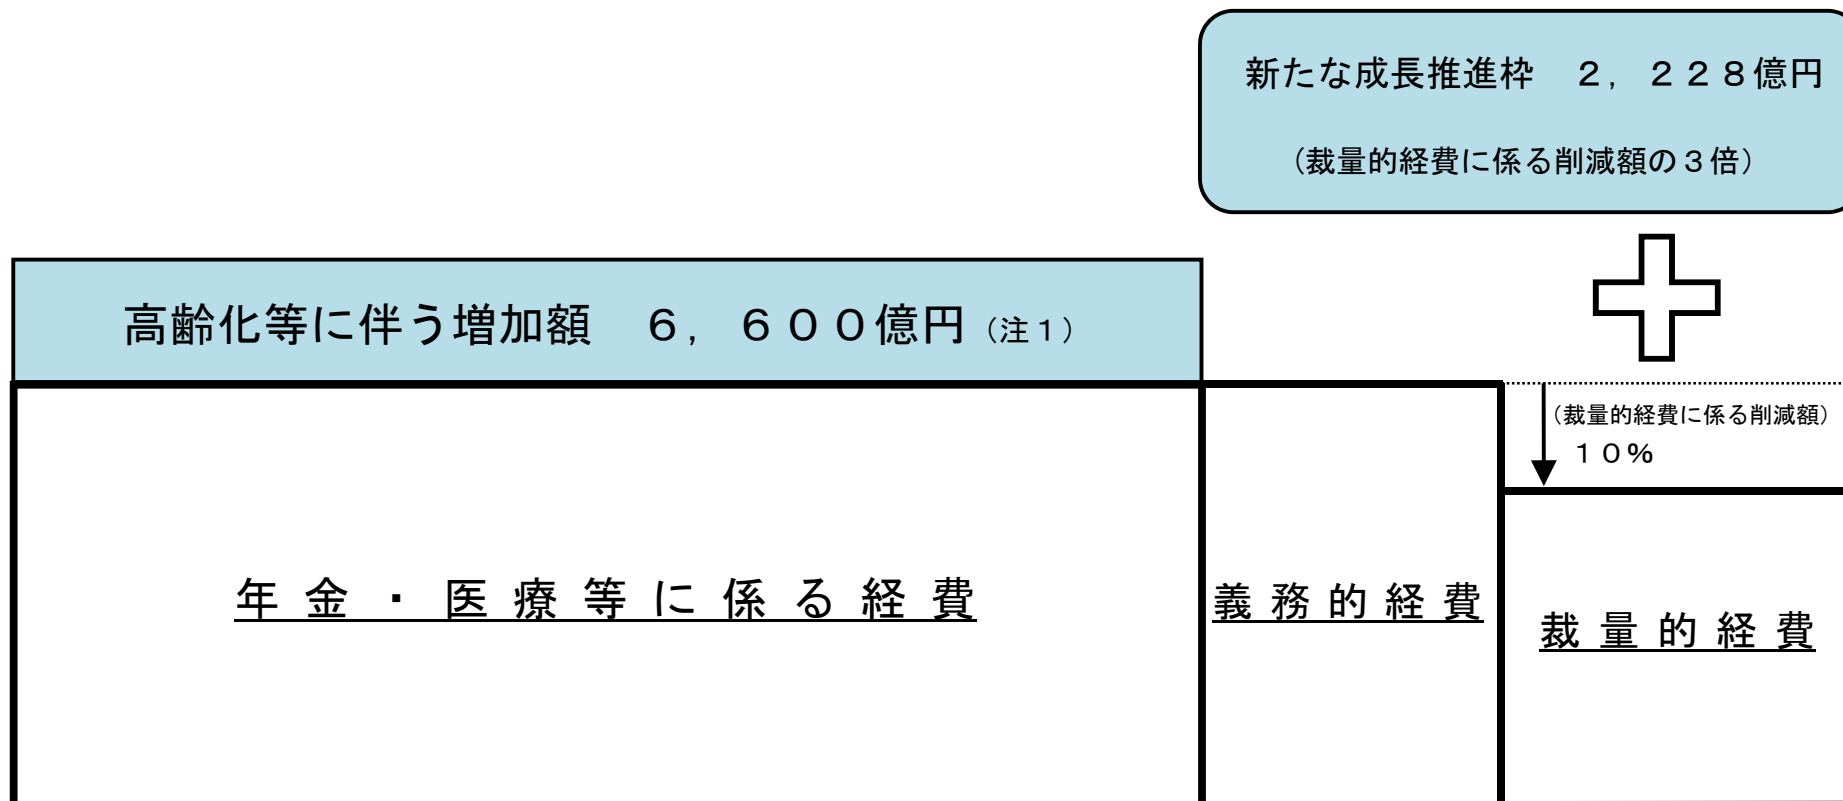 新たな成長推進枠　２，２２８億円
（裁量的経費に係る削減額の３倍）
高齢化等に伴う増加額　６，６００億円（注１）
（裁量的経費に係る削減額）
１０％
年金・医療等に係る経費
義務的経費
裁量的経費